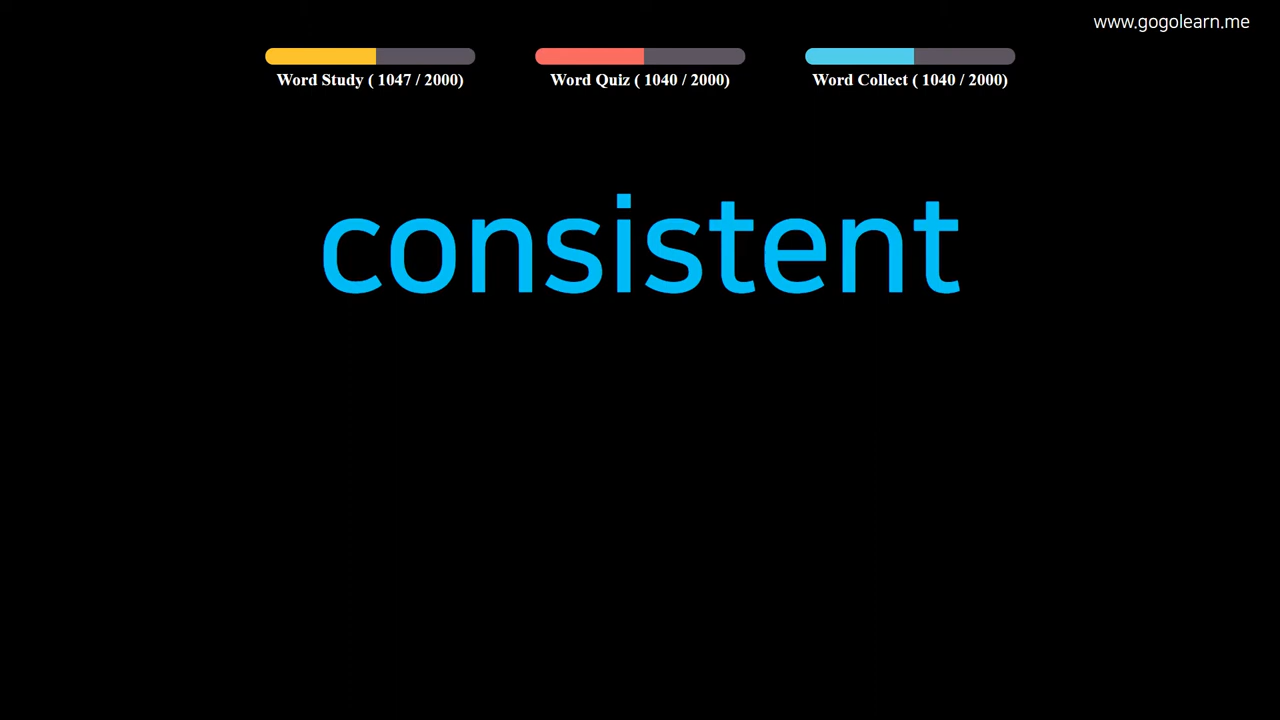 www.gogolearn.me
Word Study ( 1047 / 2000)
Word Quiz ( 1040 / 2000)
Word Collect ( 1040 / 2000)
consistent